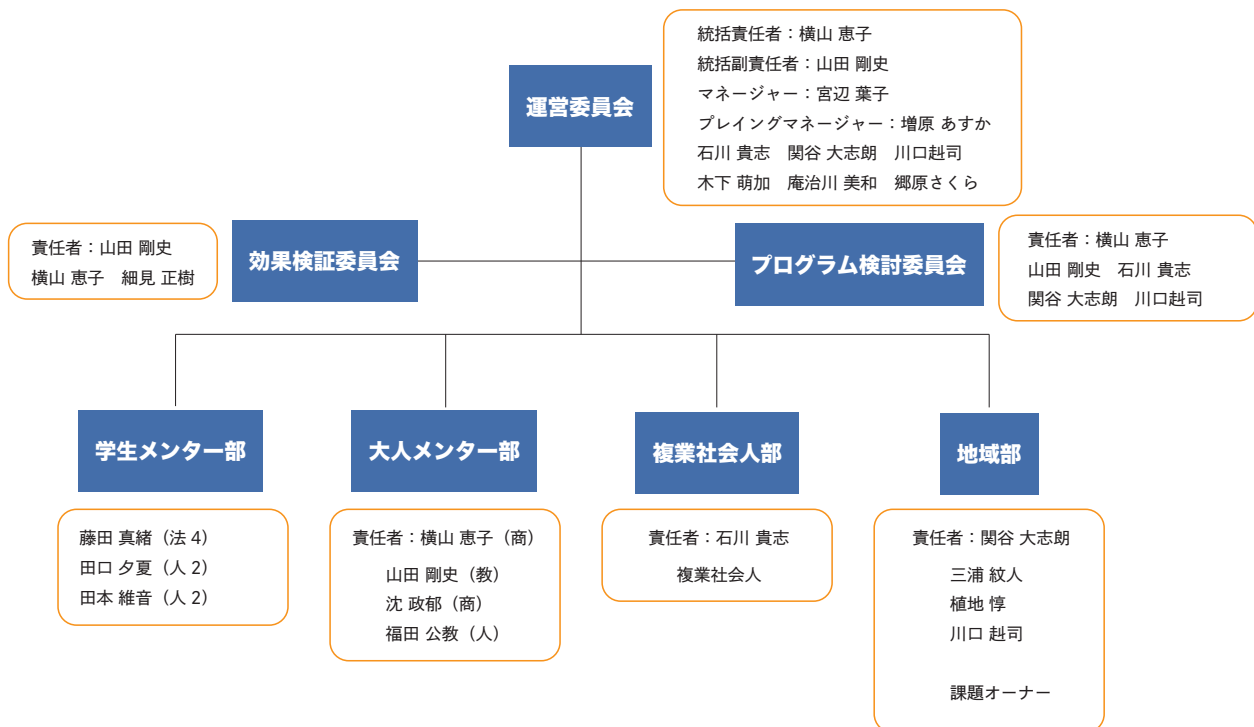 運営委員会
統括責任者：横山 恵子
統括副責任者：山田 剛史
マネージャー：宮辺 葉子
プレイングマネージャー：増原 あすか
石川 貴志　関谷 大志朗　川口赳司
木下 萌加　庵治川 美和　郷原さくら
効果検証委員会
責任者：山田 剛史
横山 恵子　細見 正樹
プログラム検討委員会
責任者：横山 恵子
山田 剛史　石川 貴志
関谷 大志朗　川口赳司
学生メンター部
藤田 真緒（法 4）
田口 夕夏（人 2）
田本 維音（人 2）
大人メンター部
責任者：横山 恵子（商）
山田 剛史（教）
沈 政郁（商）
福田 公教（人）
複業社会人部
責任者：石川 貴志
複業社会人
地域部
責任者：関谷 大志朗
三浦 紋人
植地 惇
川口 赳司
課題オーナー